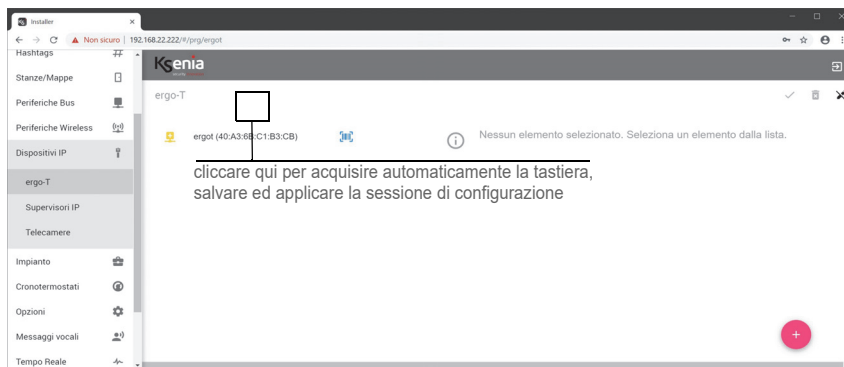 Installer
Non sicuro | 192.168.22.222/#/prg/ergot
Hashtags
Ksenia
security
Stanze/Mappe
ergo-T
Periferiche Bus
Periferiche Wireless
ergot (40:A3:6B:C1:B3:CB)
Nessun elemento selezionato. Seleziona un elemento dalla lista.
Dispositivi IP
cliccare qui per acquisire automaticamente la tastiera,
salvare ed applicare la sessione di configurazione
ergo-T
Supervisori IP
Telecamere
Impianto
Cronotermostati
Opzioni
Messaggi vocali
Tempo Reale